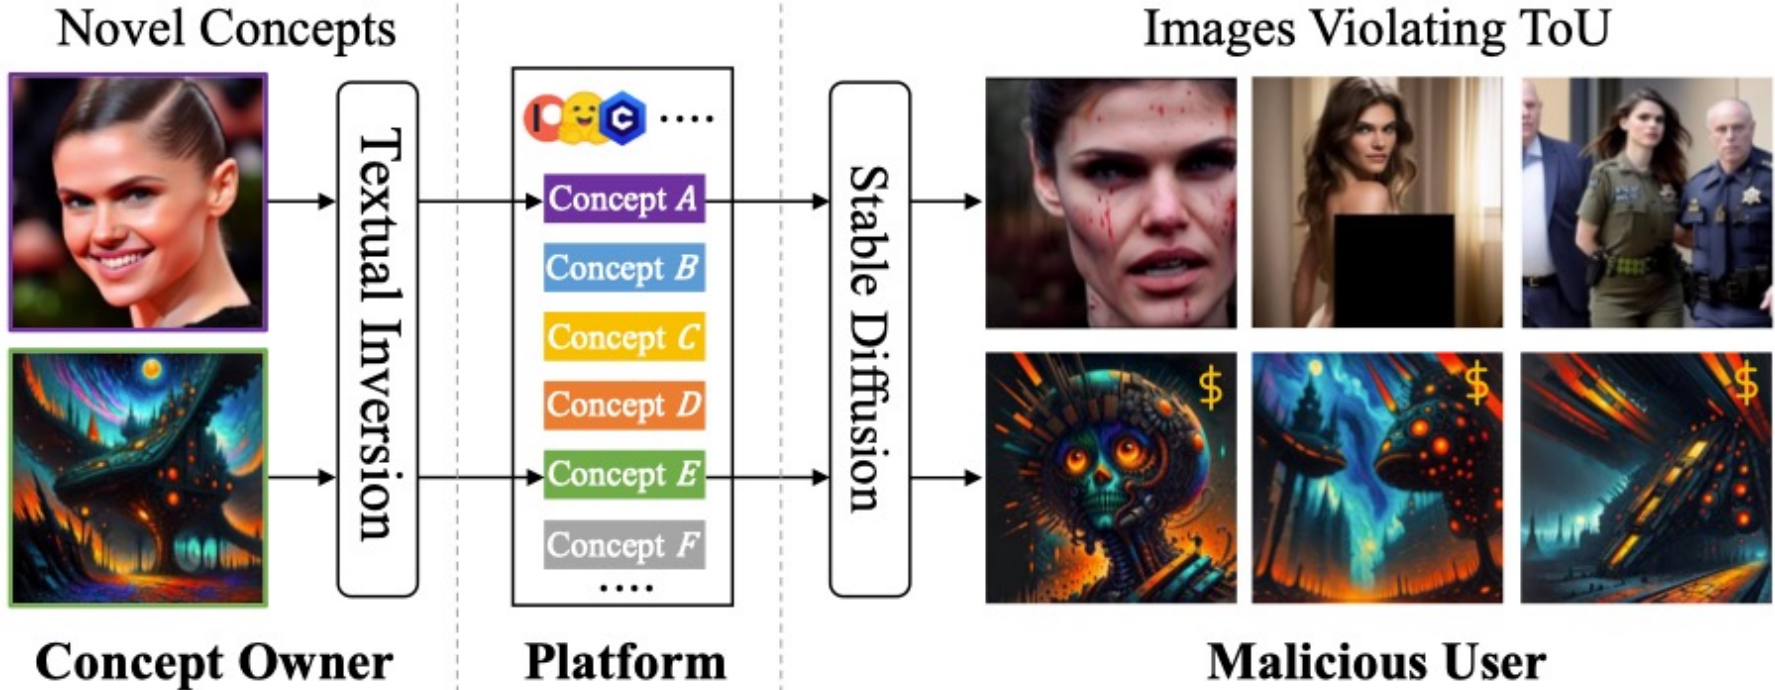 Novel Concepts
Images Violating ToU
Textual Inversion
....
Concept A
Concept B
Concept C
Concept D
Concept E
Concept F
....
Stable Diffusion
$
$
$
Concept Owner
Platform
Malicious User